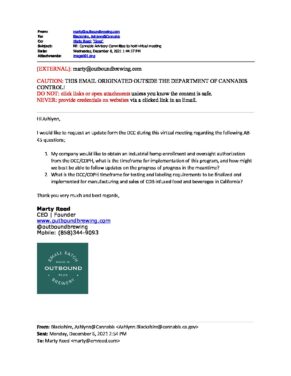 From: marty@outboundbrewing.com
To: Blackshire, Ashlynn@Cannabis
Cc: Marty Reed; "Dave"
Subject: RE: Cannabis Advisory Committee to hold virtual meeting
Date: Wednesday, December 8, 2021 1:44:37 PM
Attachments: image001.png
[EXTERNAL]: marty@outboundbrewing.com
CAUTION: THIS EMAIL ORIGINATED OUTSIDE THE DEPARTMENT OF CANNABIS
CONTROL!
DO NOT: click links or open attachments unless you know the content is safe.
NEVER: provide credentials on websites via a clicked link in an Email.
Hi Ashlynn,
I would like to request an update form the DCC during this virtual meeting regarding the following AB-
45 questions;
1. My company would like to obtain an industrial hemp enrollment and oversight authorization
from the DCC/CDPH, what is the timeframe for implementation of this program, and how might
we best be able to follow updates on the progress of progress in the meantime?
2. What is the DCC/CDPH timeframe for testing and labeling requirements to be finalized and
implemented for manufacturing and sales of CDB infused food and beverages in California?
Thank you very much and best regards,
Marty Reed
CEO | Founder
www.outboundbrewing.com
@outboundbrewing
Mobile: (858)344-9093
SMALL BATCH
OUTBOUND
BREWERY
From: Blackshire, Ashlynn@Cannabis <Ashlynn.Blackshire@cannabis.ca.gov>
Sent: Monday, December 6, 2021 2:54 PM
To: Marty Reed <marty@emreed.com>